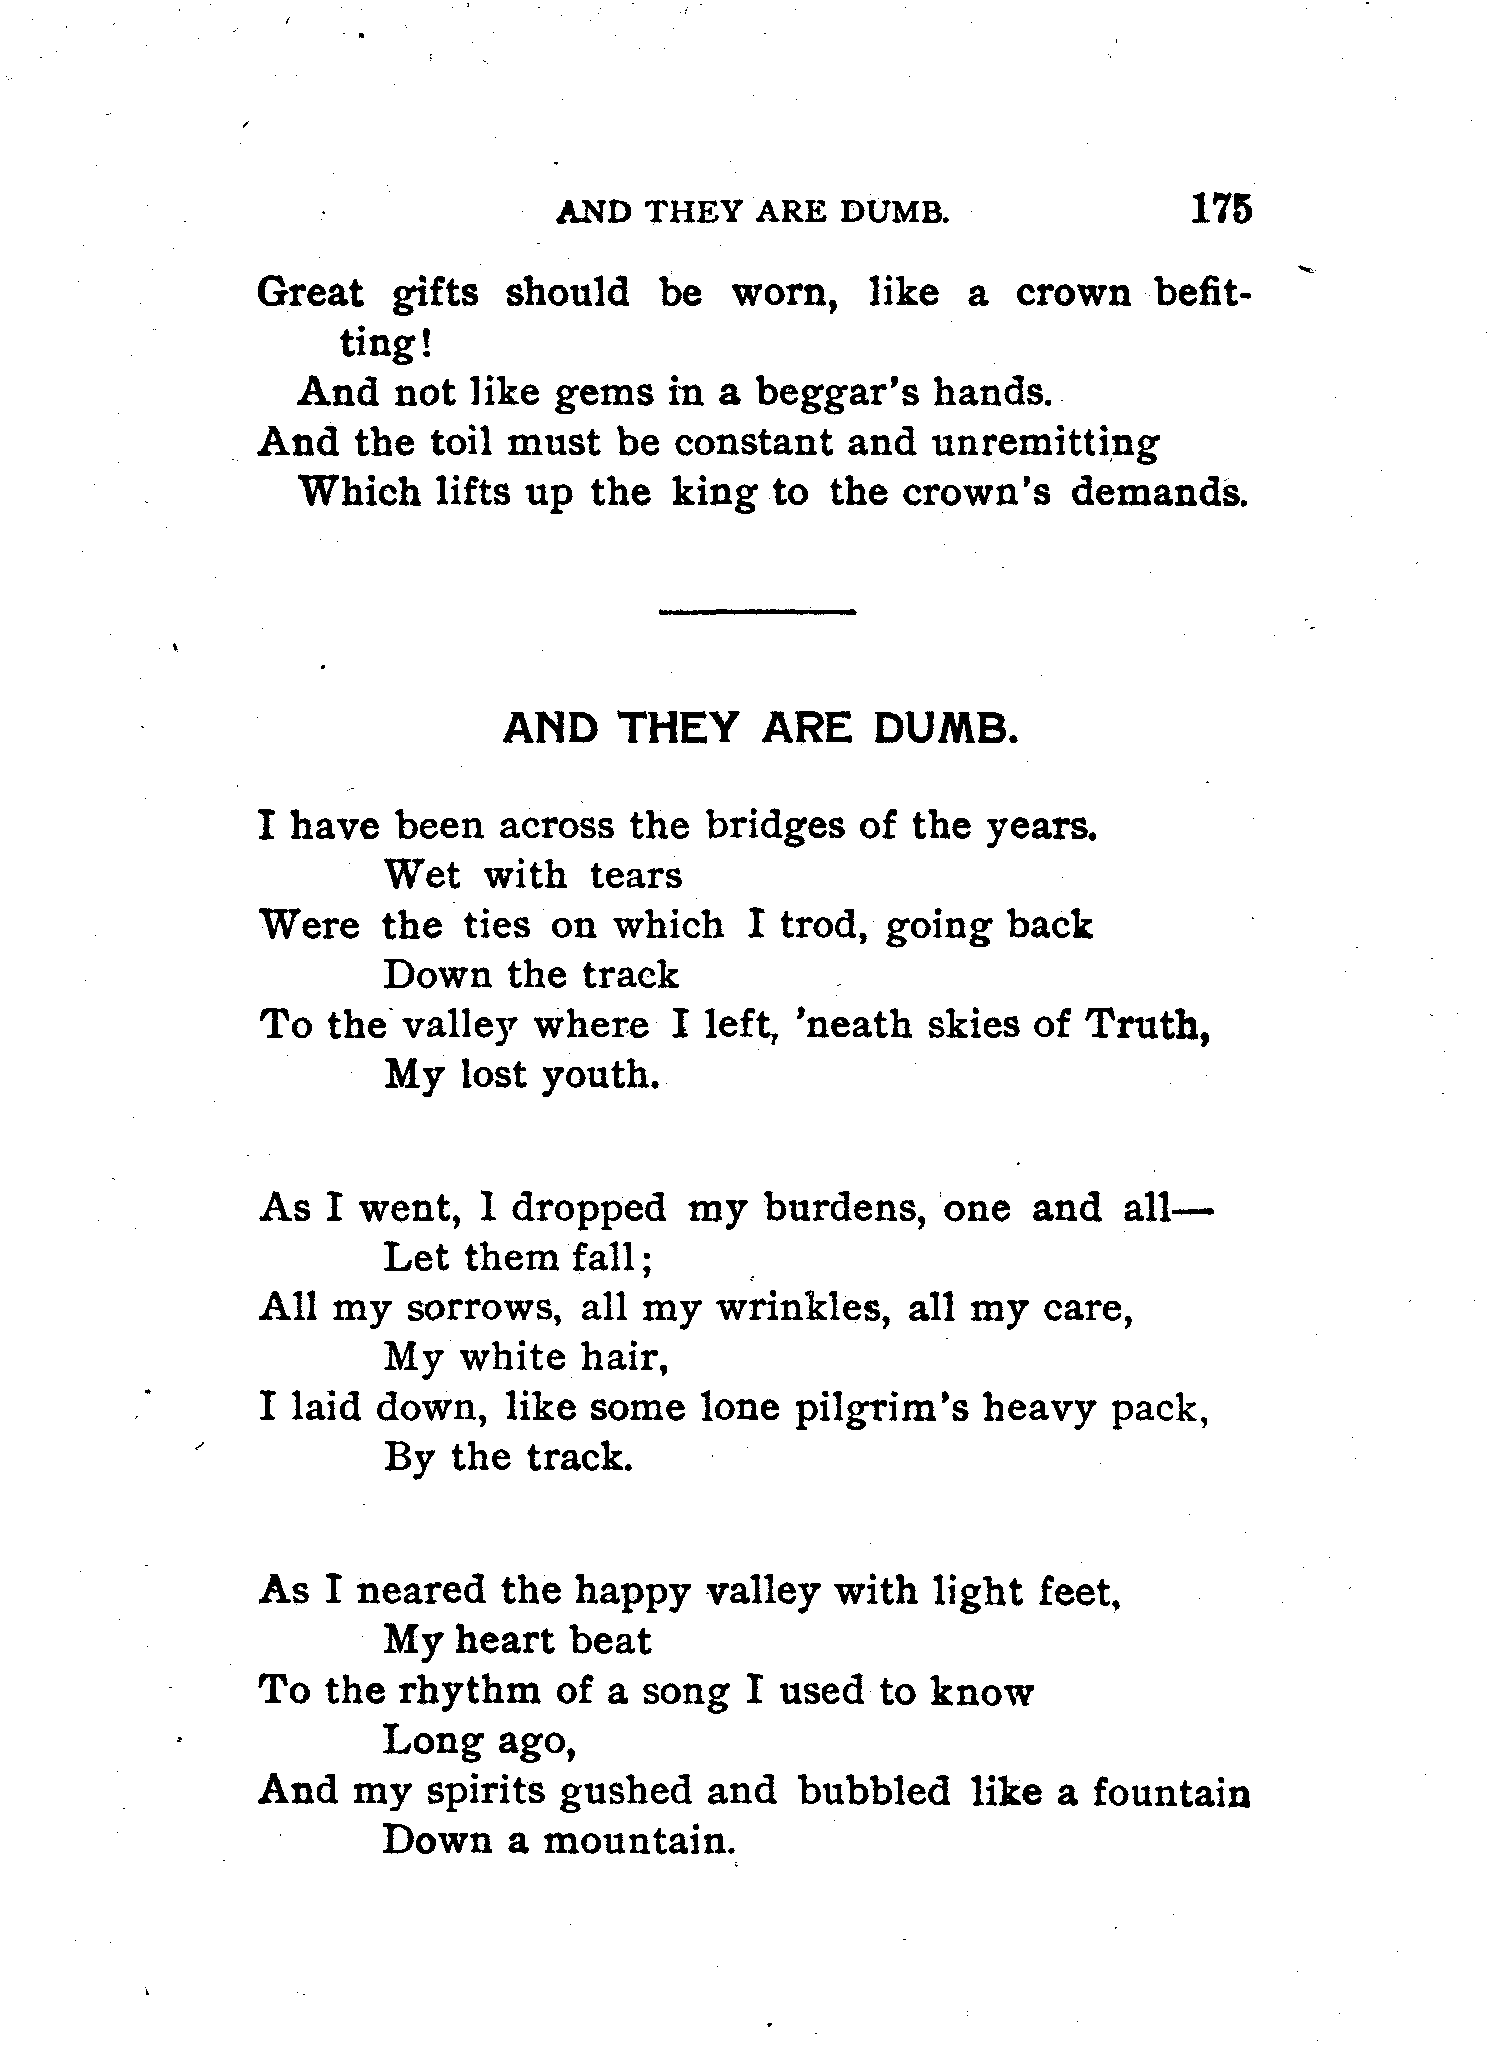 AND THEY ARE DUMB. 175
Great gifts should be worn, like a crown befit-
ting!
And not like gems in a beggar's hands.
And the toil must be constant and unremitting
Which lifts up the king to the crown's demands.
AND THEY ARE DUMB.
I have been across the bridges of the years.
Wet with tears
Were the ties on which I trod, going back
Down the track
To the valley where I left, 'neath skies of Truth,
My lost youth.
As I went, I dropped my burdens, one and all—
Let them fall;
All my sorrows, all my wrinkles, all my care,
My white hair,
I laid down, like some lone pilgrim's heavy pack,
By the track.
As I neared the happy valley with light feet,
My heart beat
To the rhythm of a song I used to know
Long ago,
And my spirits gushed and bubbled like a fountain
Down a mountain.